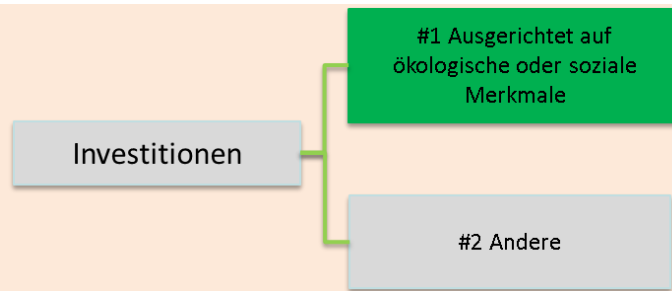 #1 Ausgerichtet auf
ökologische oder soziale
Merkmale
Investitionen
#2 Andere